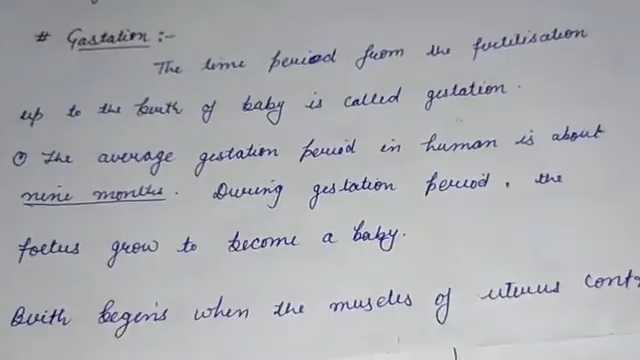 # Gastation :-
The time period from the fertilisation
up to the birth of baby is called gestation.
The average gestation period in human is about
nine months. During gestation period, the
foetus grow to become a baby.
Birth begins when the muscles of uterus cont